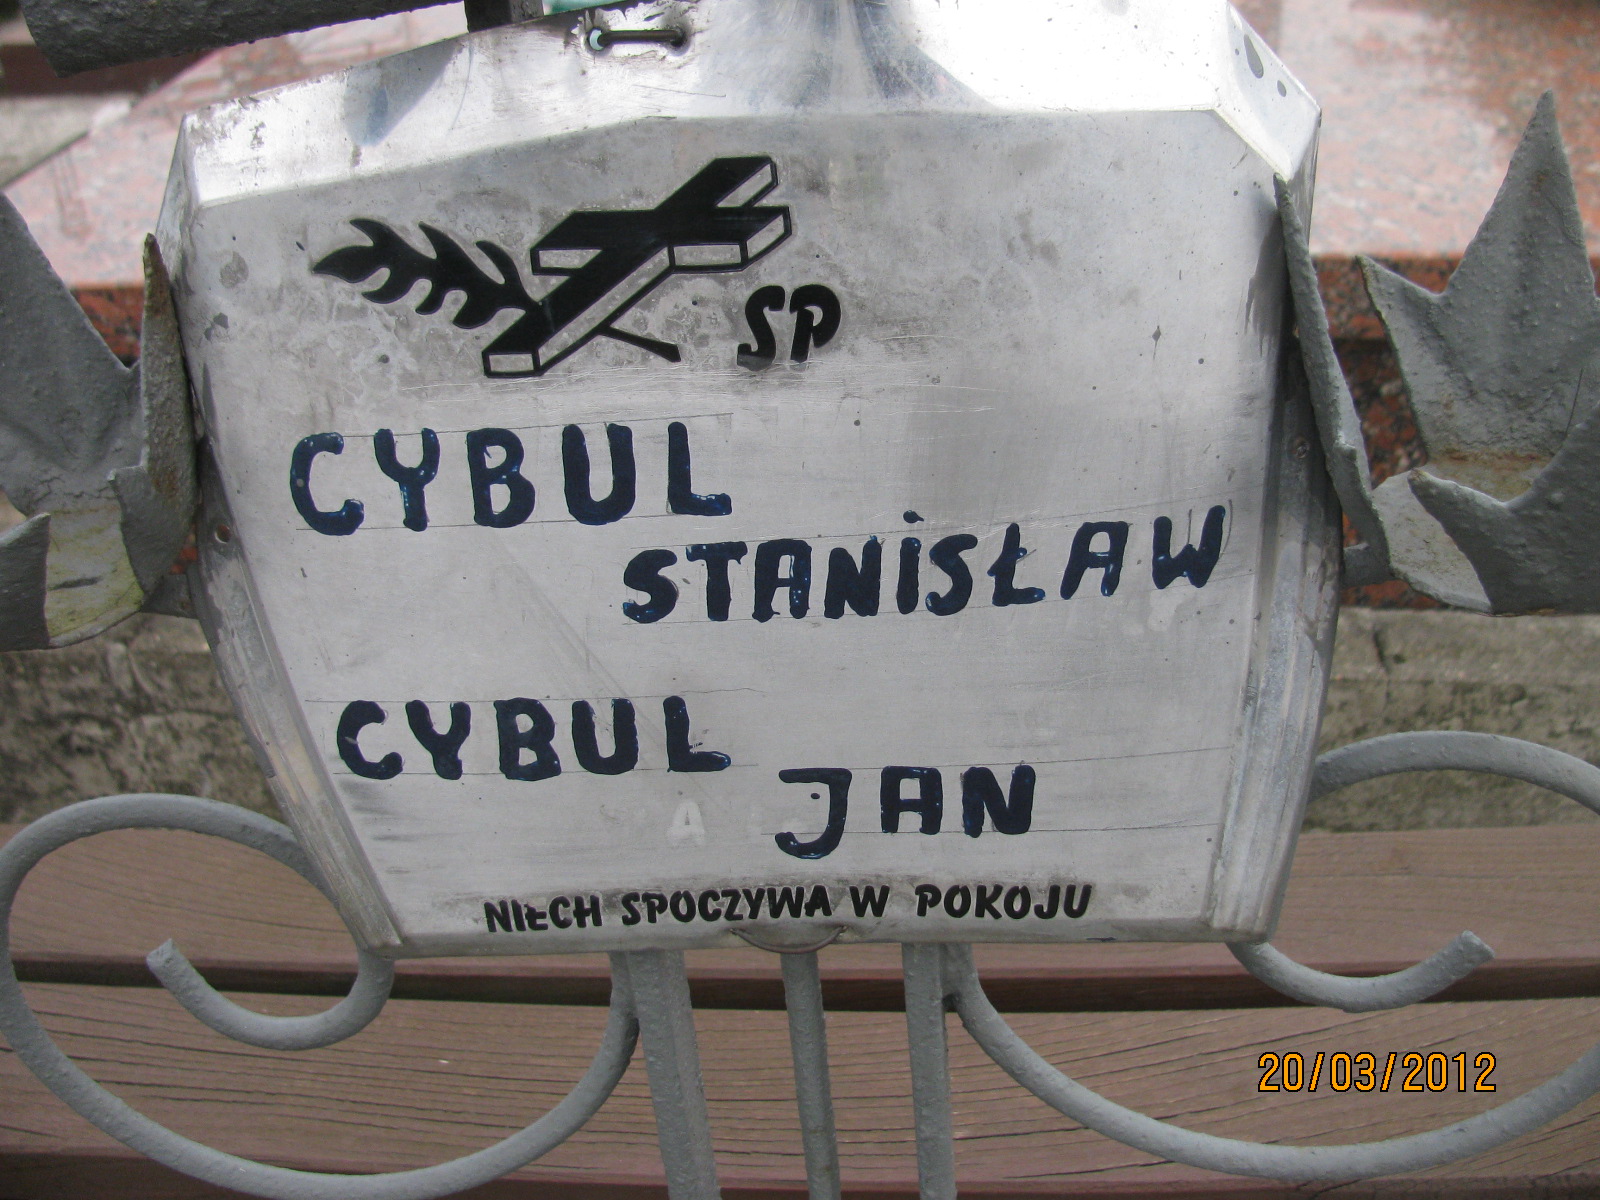 SP
CYBUL
STANiSŁAW
CYBUL
JAN
A
NIECH SPOCZYWA W POKOJU
20/03/2012